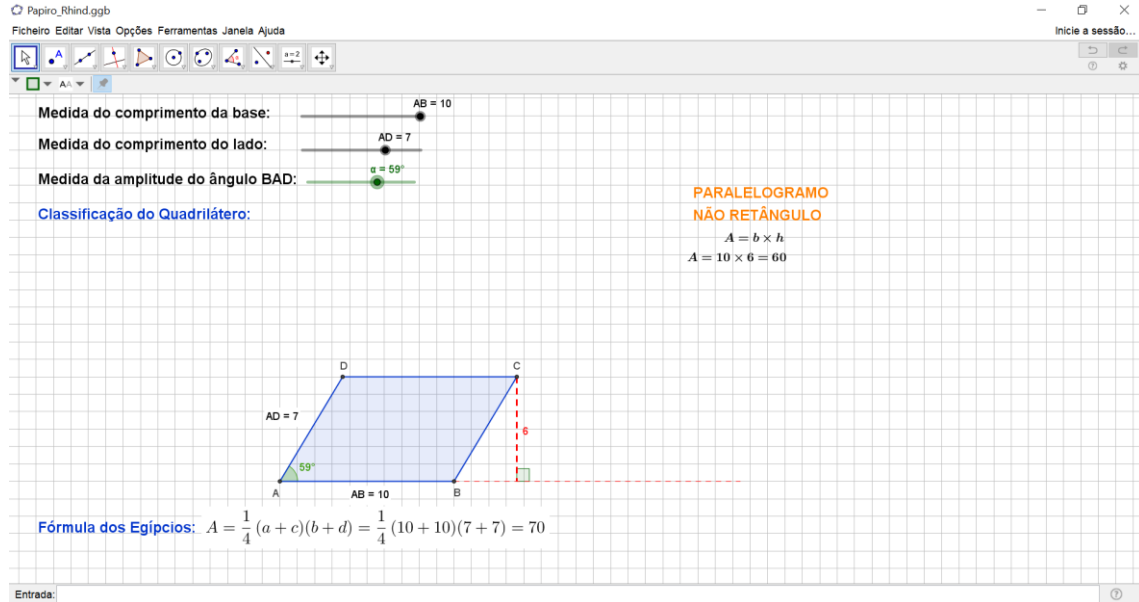 Papiro_Rhind.ggb
Ficheiro Editar Vista Opções Ferramentas Janela Ajuda
Inicie a sessão...
A
a=2
AA
AB = 10
Medida do comprimento da base:
AD = 7
Medida do comprimento do lado:
α = 59°
Medida da amplitude do ângulo BAD:
Classificação do Quadrilátero:
PARALELOGRAMO
NÃO RETÂNGULO
A = b × h
A = 10 × 6 = 60
D
C
AD = 7
6
59°
A
AB = 10
B
Fórmula dos Egípcios: A = 1/4 (a + c)(b + d) = 1/4 (10 + 10)(7 + 7) = 70
Entrada: